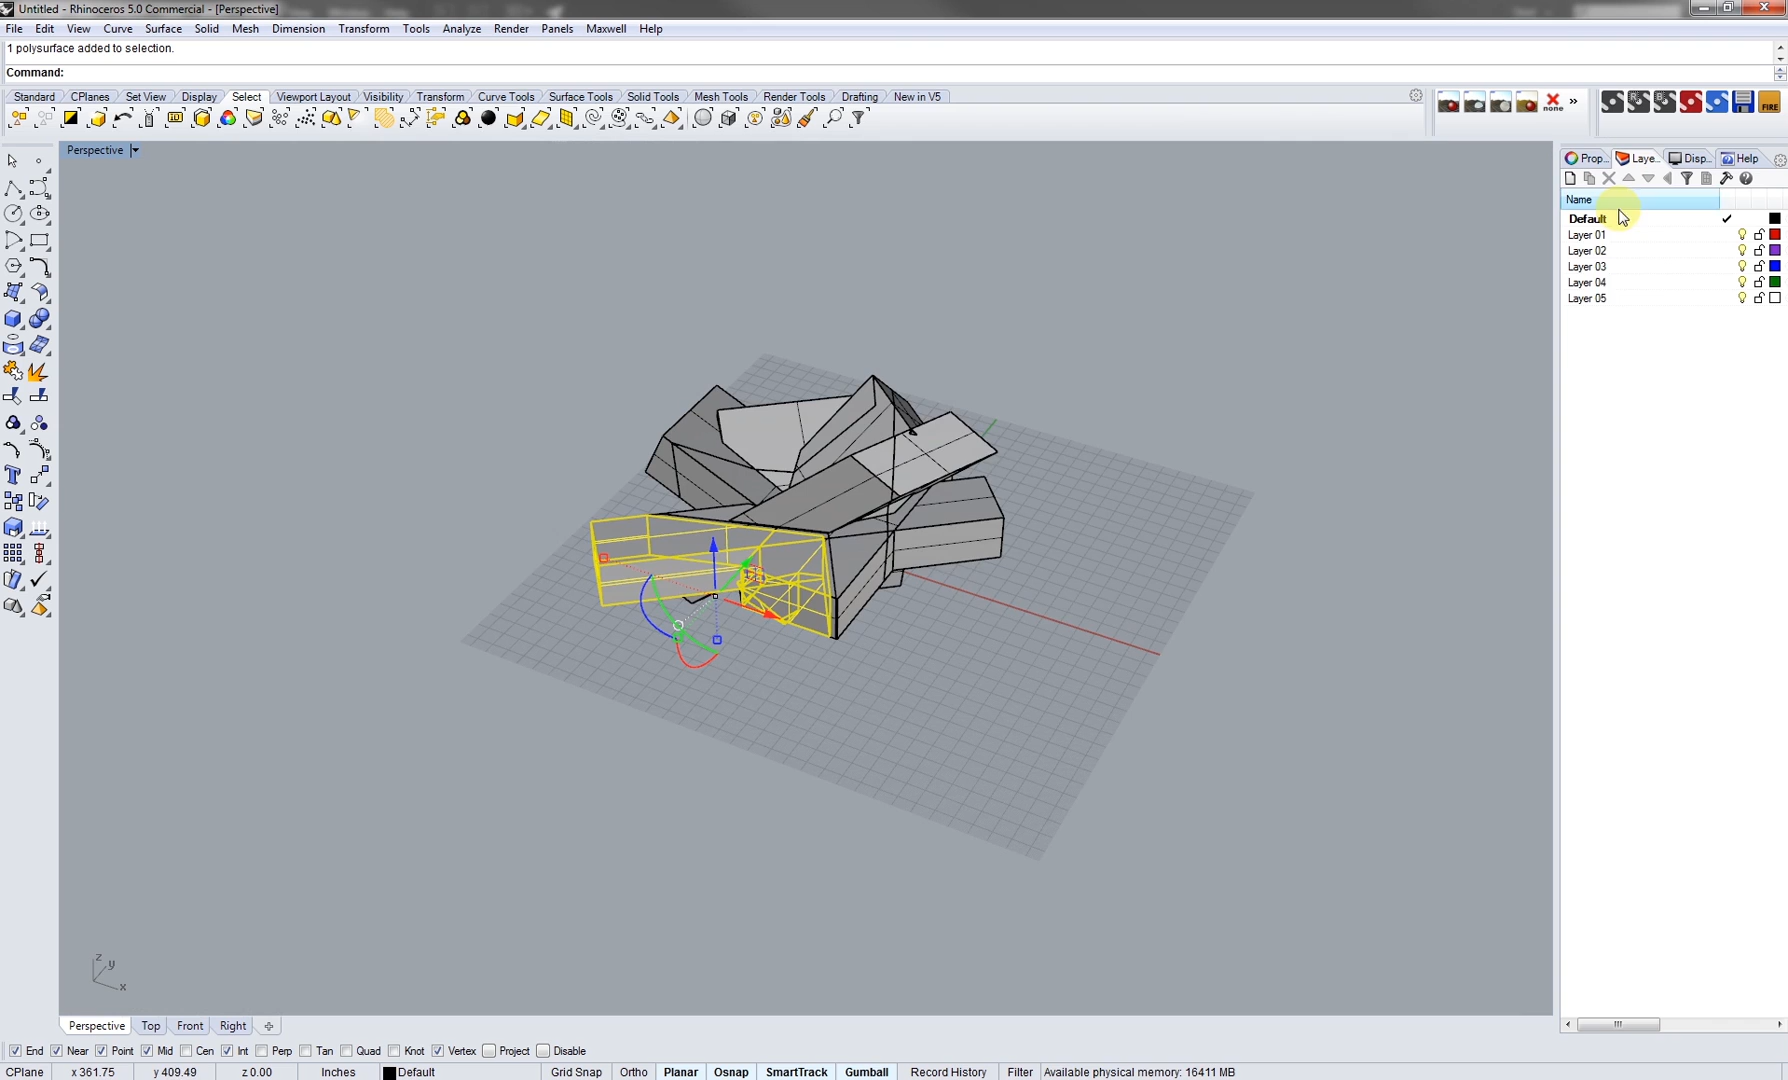 Untitled - Rhinoceros 5.0 Commercial - [Perspective]
File Edit View Curve Surface Solid Mesh Dimension Transform Tools Analyze Render Panels Maxwell Help
1 polysurface added to selection.
Command:
Standard CPlanes Set View Display Select Viewport Layout Visibility Transform Curve Tools Surface Tools Solid Tools Mesh Tools Render Tools Drafting New in V5
none » FIRE
Perspective
Prop... Laye... Disp... Help
Name
Default
Layer 01
Layer 02
Layer 03
Layer 04
Layer 05
z
y
x
Perspective Top Front Right
End Near Point Mid Cen Int Perp Tan Quad Knot Vertex Project Disable
CPlane x 361.75 y 409.49 z 0.00 Inches Default Grid Snap Ortho Planar Osnap SmartTrack Gumball Record History Filter Available physical memory: 16411 MB